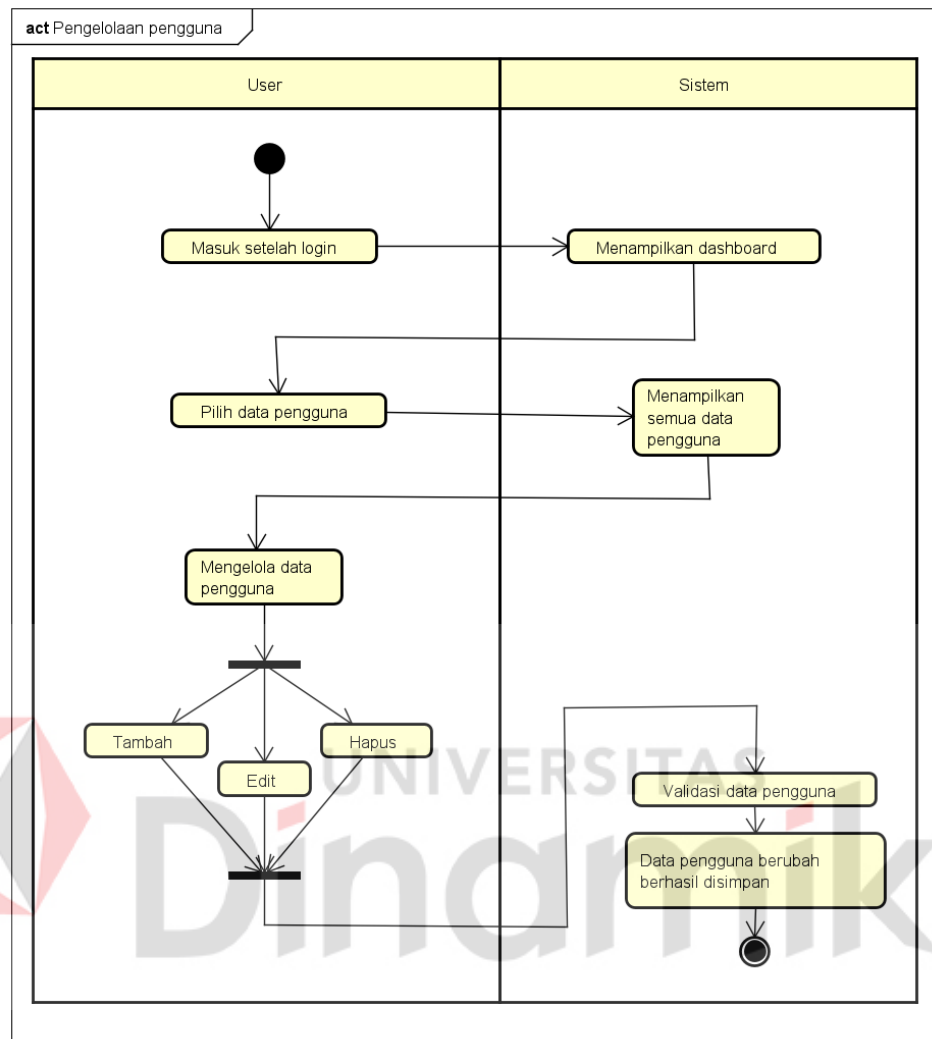 act Pengelolaan pengguna
User
Sistem
Masuk setelah login
Menampilkan dashboard
Pilih data pengguna
Menampilkan
semua data
pengguna
Mengelola data
pengguna
Tambah
Hapus
Edit
UNIVERSITAS
Dinamik
Validasi data pengguna
Data pengguna berubah
berhasil disimpan